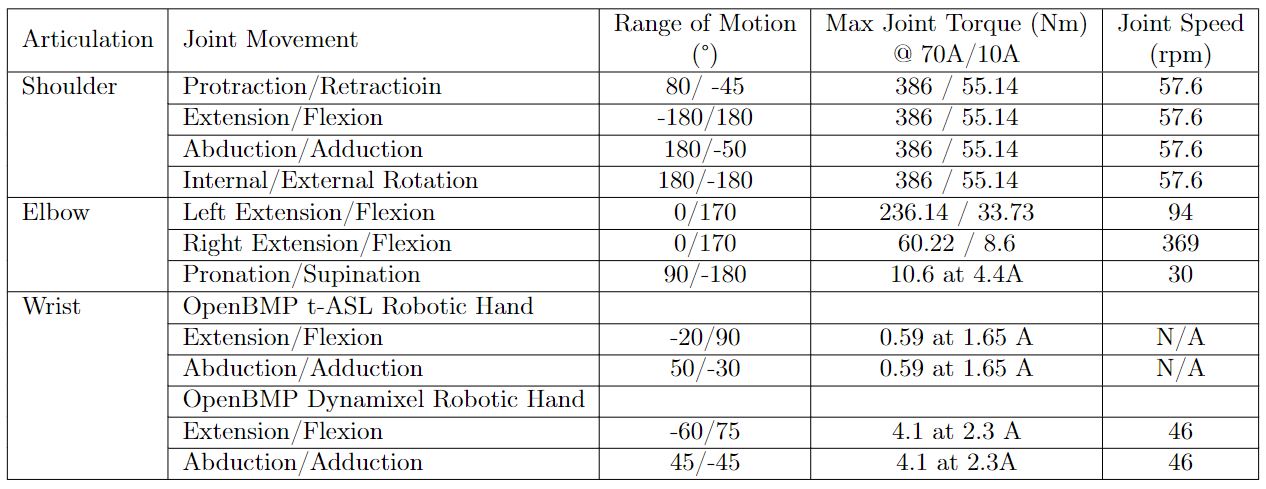 Articulation Joint Movement Range of Motion (°) Max Joint Torque (Nm) @ 70A/10A Joint Speed (rpm)
Shoulder Protraction/Retractioin 80/ -45 386 / 55.14 57.6
Extension/Flexion -180/180 386 / 55.14 57.6
Abduction/Adduction 180/-50 386 / 55.14 57.6
Internal/External Rotation 180/-180 386 / 55.14 57.6
Elbow Left Extension/Flexion 0/170 236.14 / 33.73 94
Right Extension/Flexion 0/170 60.22 / 8.6 369
Pronation/Supination 90/-180 10.6 at 4.4A 30
Wrist OpenBMP t-ASL Robotic Hand
Extension/Flexion -20/90 0.59 at 1.65 A N/A
Abduction/Adduction 50/-30 0.59 at 1.65 A N/A
OpenBMP Dynamixel Robotic Hand
Extension/Flexion -60/75 4.1 at 2.3 A 46
Abduction/Adduction 45/-45 4.1 at 2.3A 46